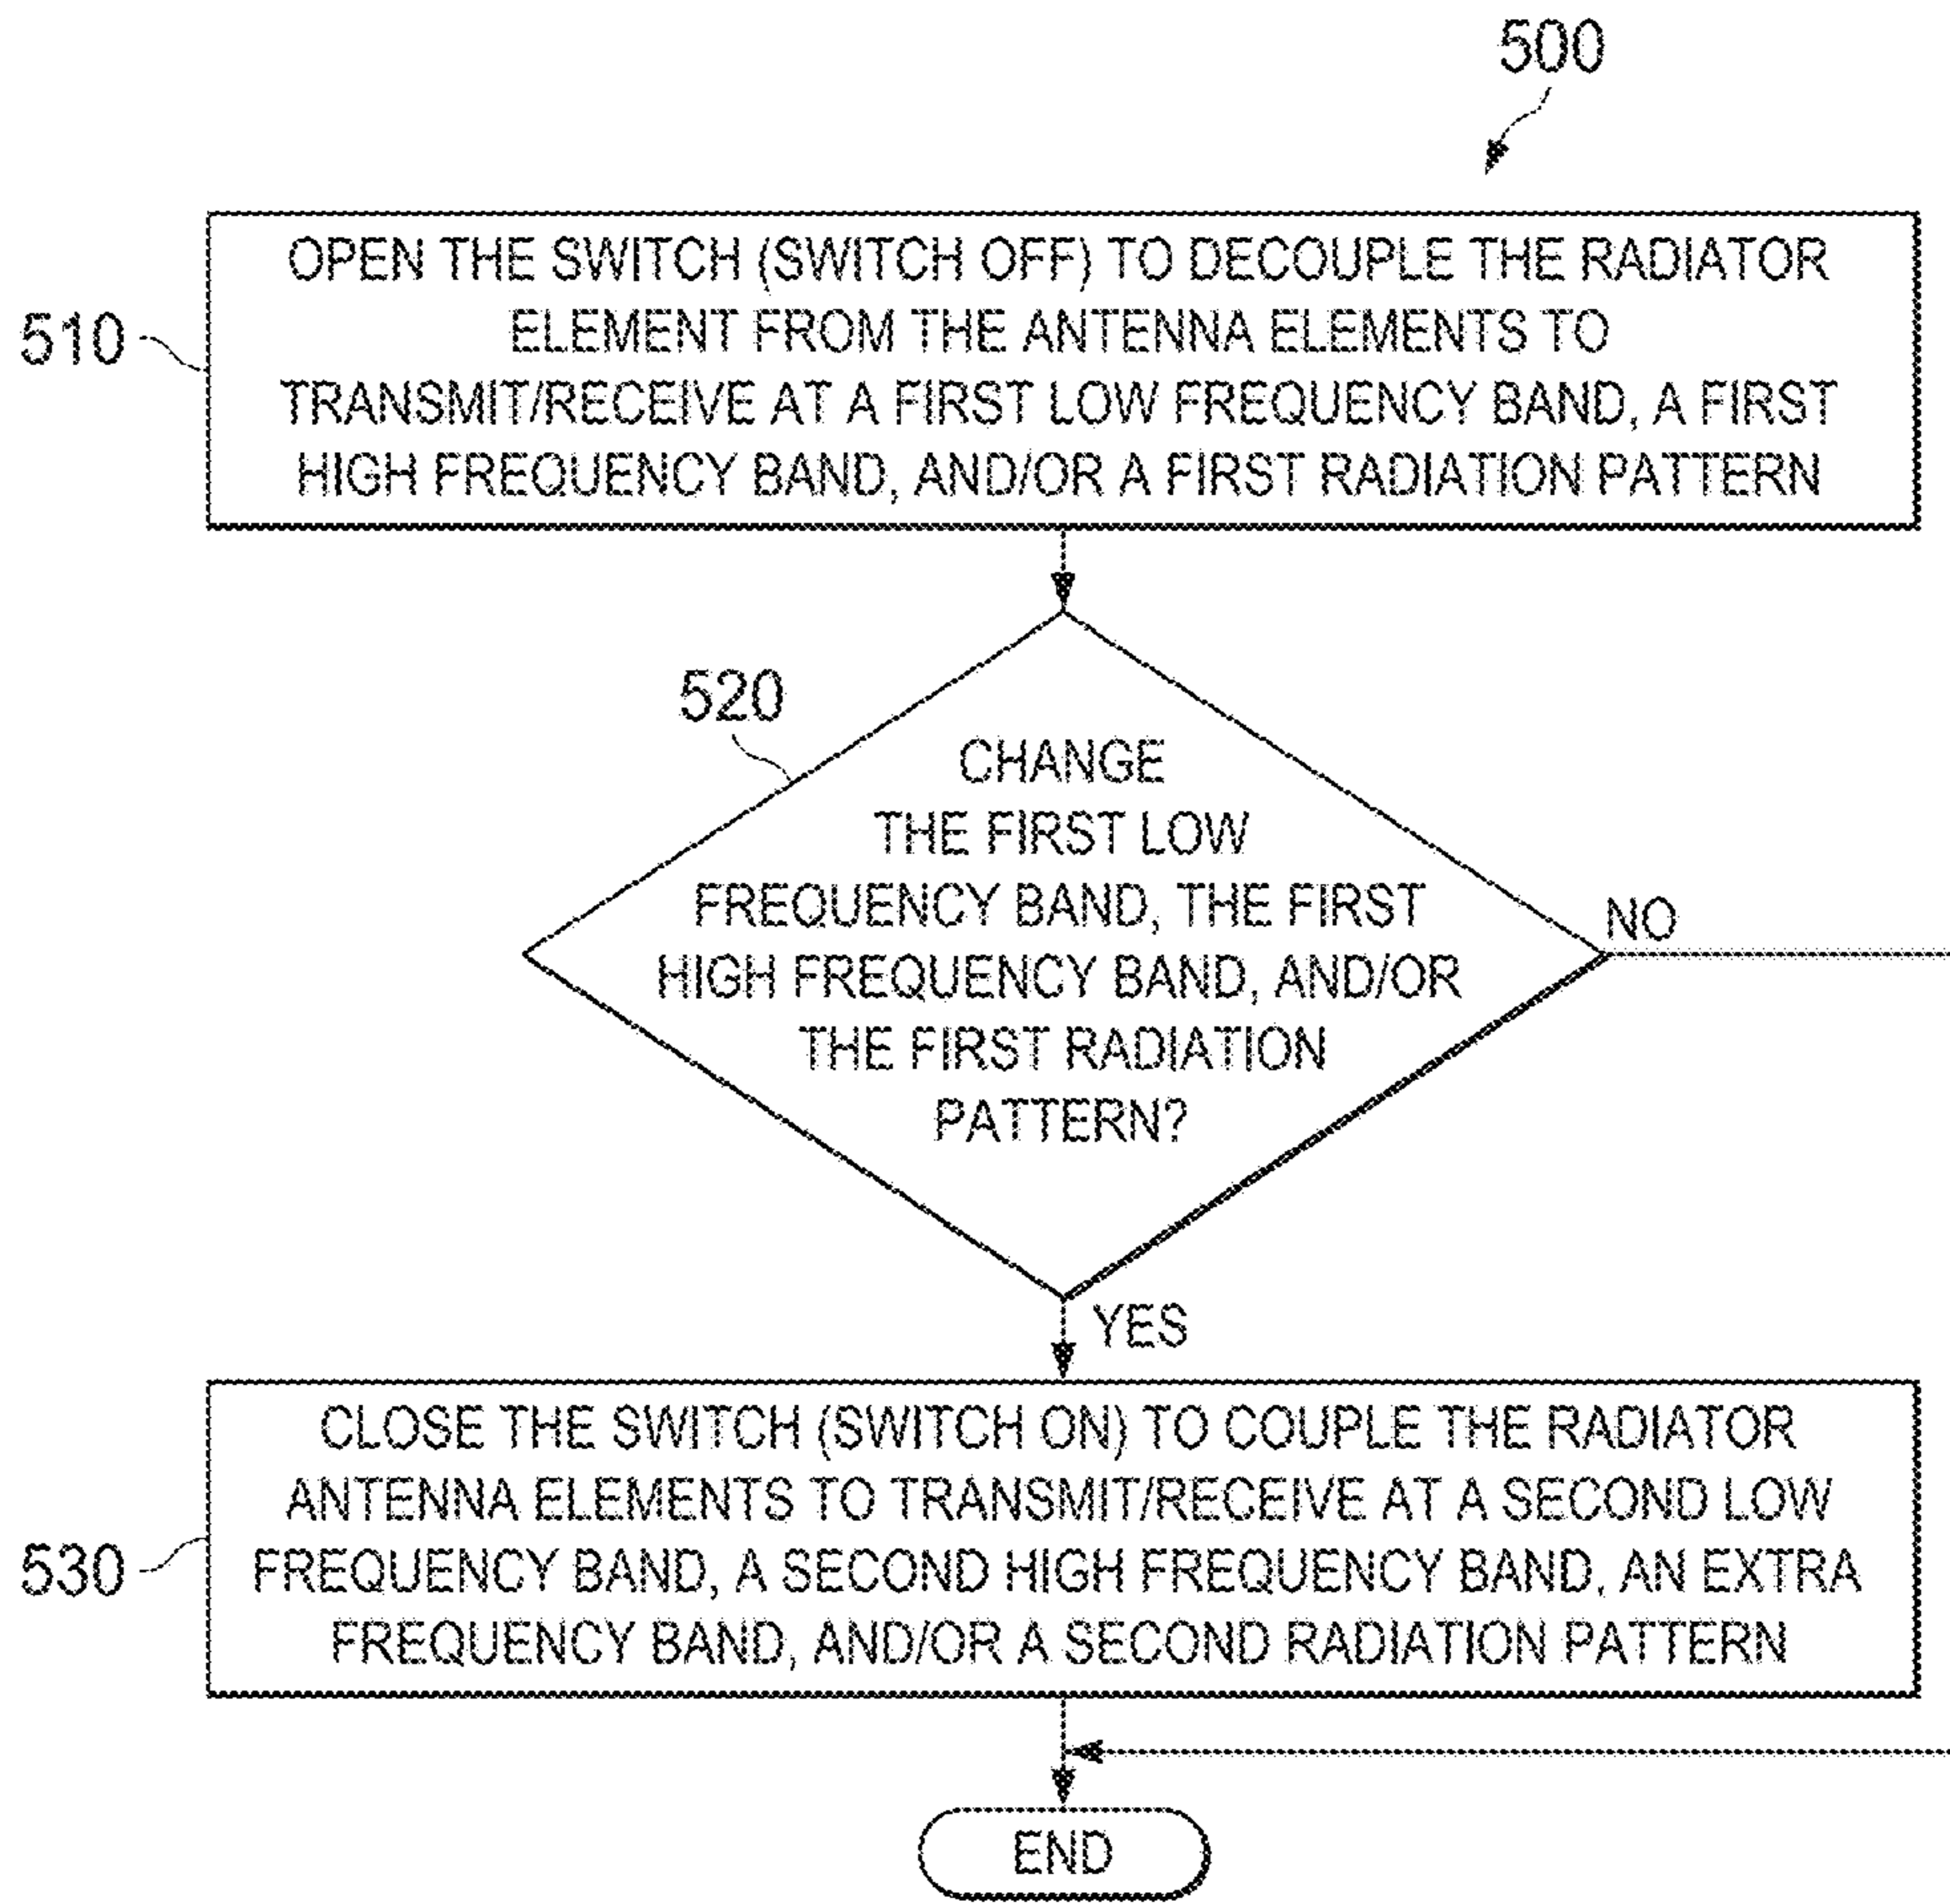 500
510
OPEN THE SWITCH (SWITCH OFF) TO DECOUPLE THE RADIATOR
ELEMENT FROM THE ANTENNA ELEMENTS TO
TRANSMIT/RECEIVE AT A FIRST LOW FREQUENCY BAND, A FIRST
HIGH FREQUENCY BAND, AND/OR A FIRST RADIATION PATTERN
520
CHANGE
THE FIRST LOW
FREQUENCY BAND, THE FIRST
HIGH FREQUENCY BAND, AND/OR
THE FIRST RADIATION
PATTERN?
NO
YES
530
CLOSE THE SWITCH (SWITCH ON) TO COUPLE THE RADIATOR
ANTENNA ELEMENTS TO TRANSMIT/RECEIVE AT A SECOND LOW
FREQUENCY BAND, A SECOND HIGH FREQUENCY BAND, AN EXTRA
FREQUENCY BAND, AND/OR A SECOND RADIATION PATTERN
END